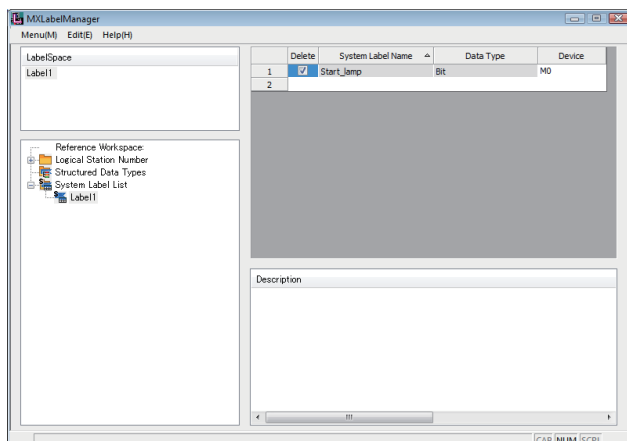 MXLabelManager
Menu(M) Edit(E) Help(H)
LabelSpace
Label1
Reference Workspace:
Logical Station Number
Structured Data Types
System Label List
Label1
Delete System Label Name Data Type Device
1 Start_lamp Bit M0
2
Description
CAP NUM SCRL